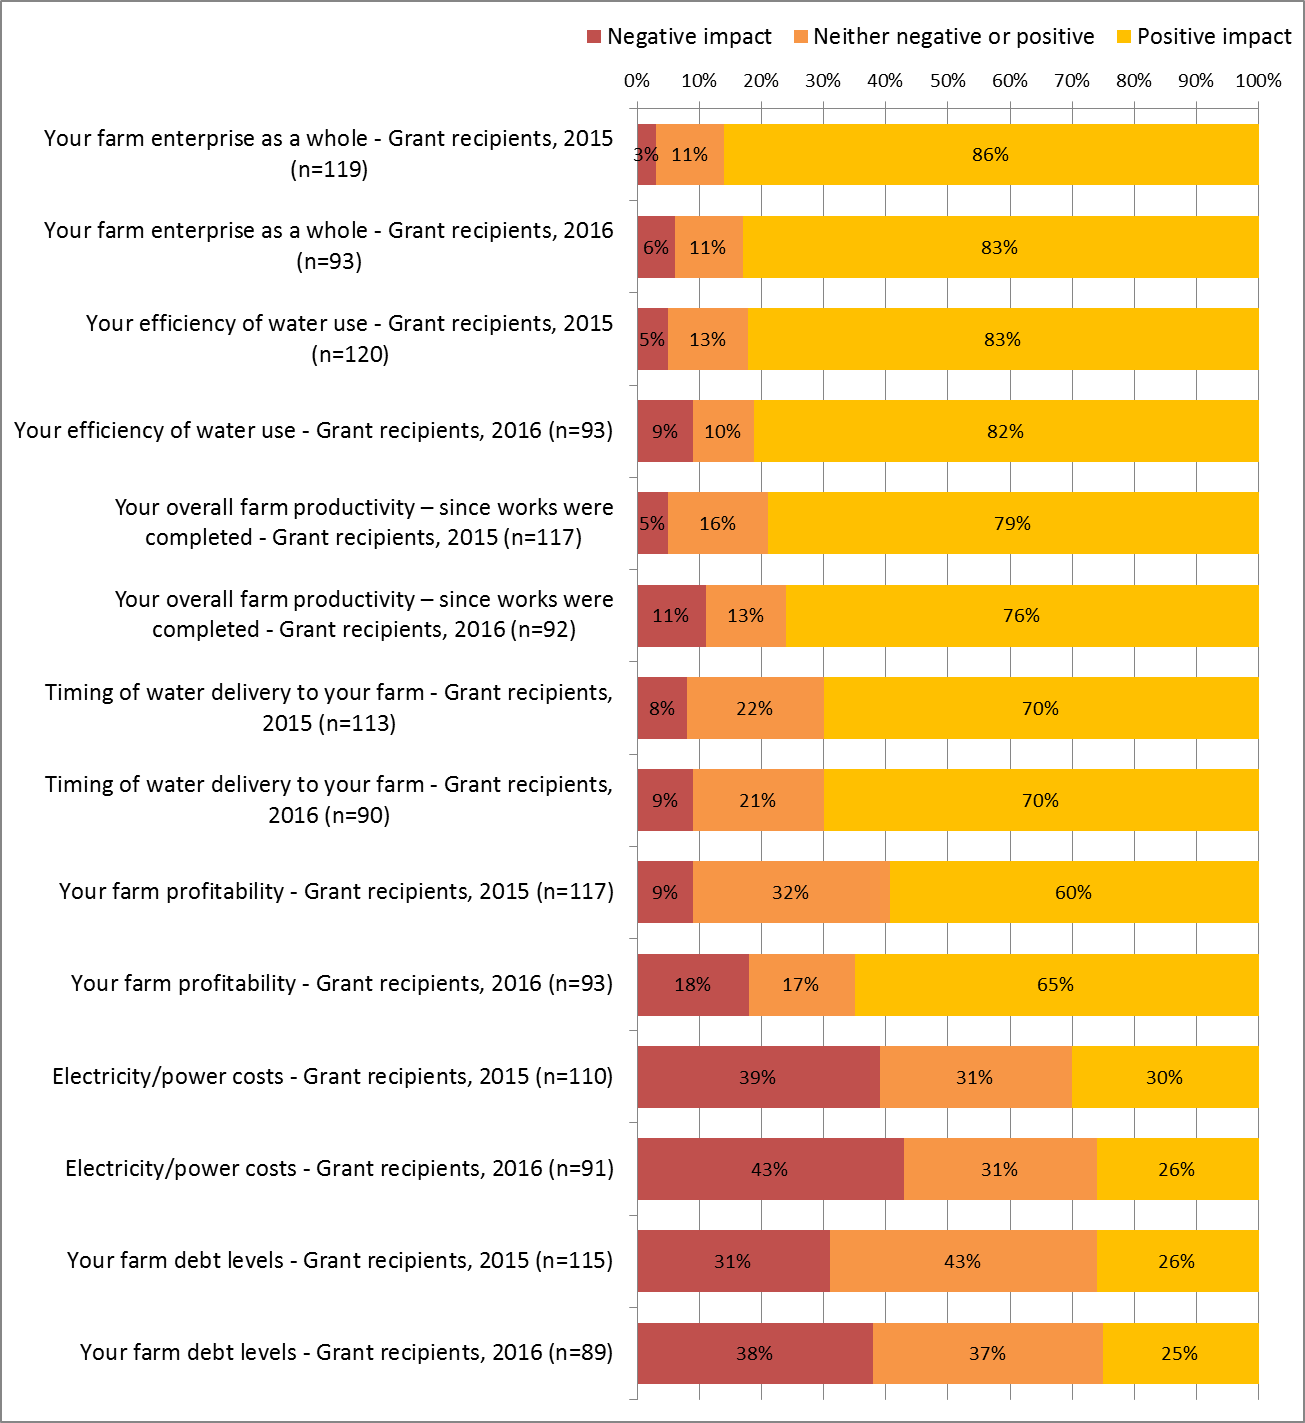 Negative impact Neither negative or positive Positive impact
0% 10% 20% 30% 40% 50% 60% 70% 80% 90% 100%
Your farm enterprise as a whole - Grant recipients, 2015
(n=119)
3% 11% 86%
Your farm enterprise as a whole - Grant recipients, 2016
(n=93)
6% 11% 83%
Your efficiency of water use - Grant recipients, 2015
(n=120)
5% 13% 83%
Your efficiency of water use - Grant recipients, 2016 (n=93)
9% 10% 82%
Your overall farm productivity – since works were
completed - Grant recipients, 2015 (n=117)
5% 16% 79%
Your overall farm productivity – since works were
completed - Grant recipients, 2016 (n=92)
11% 13% 76%
Timing of water delivery to your farm - Grant recipients,
2015 (n=113)
8% 22% 70%
Timing of water delivery to your farm - Grant recipients,
2016 (n=90)
9% 21% 70%
Your farm profitability - Grant recipients, 2015 (n=117)
9% 32% 60%
Your farm profitability - Grant recipients, 2016 (n=93)
18% 17% 65%
Electricity/power costs - Grant recipients, 2015 (n=110)
39% 31% 30%
Electricity/power costs - Grant recipients, 2016 (n=91)
43% 31% 26%
Your farm debt levels - Grant recipients, 2015 (n=115)
31% 43% 26%
Your farm debt levels - Grant recipients, 2016 (n=89)
38% 37% 25%